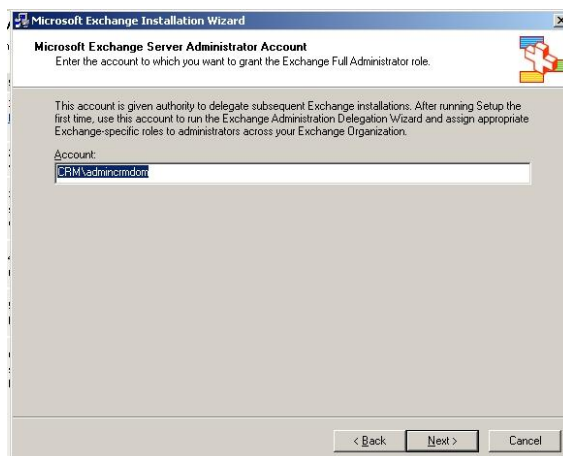 Microsoft Exchange Installation Wizard
Microsoft Exchange Server Administrator Account
Enter the account to which you want to grant the Exchange Full Administrator role.
This account is given authority to delegate subsequent Exchange installations. After running Setup the
first time, use this account to run the Exchange Administration Delegation Wizard and assign appropriate
Exchange-specific roles to administrators across your Exchange Organization.
Account:
CRM\admincrmdom
< Back
Next >
Cancel